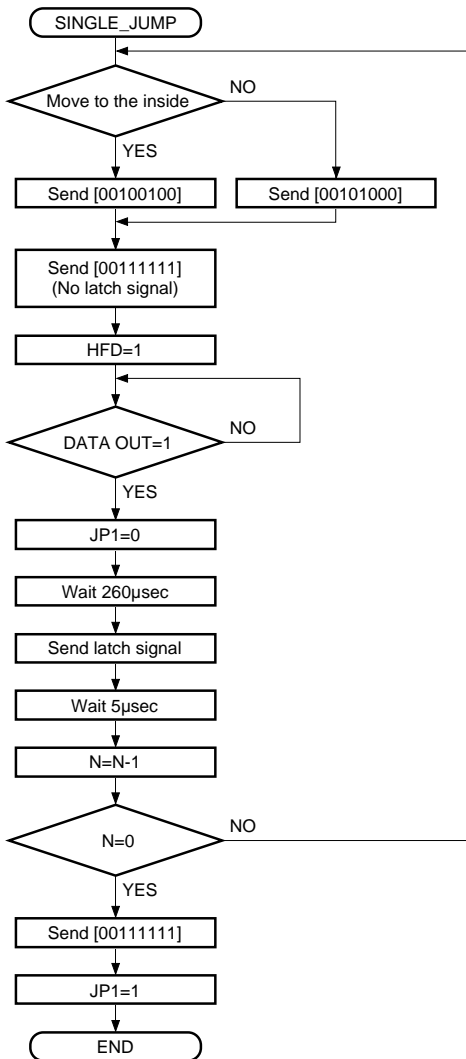 SINGLE_JUMP
Move to the inside
NO
YES
Send [00100100]
Send [00101000]
Send [00111111]
(No latch signal)
HFD=1
DATA OUT=1
NO
YES
JP1=0
Wait 260μsec
Send latch signal
Wait 5μsec
N=N-1
N=0
NO
YES
Send [00111111]
JP1=1
END